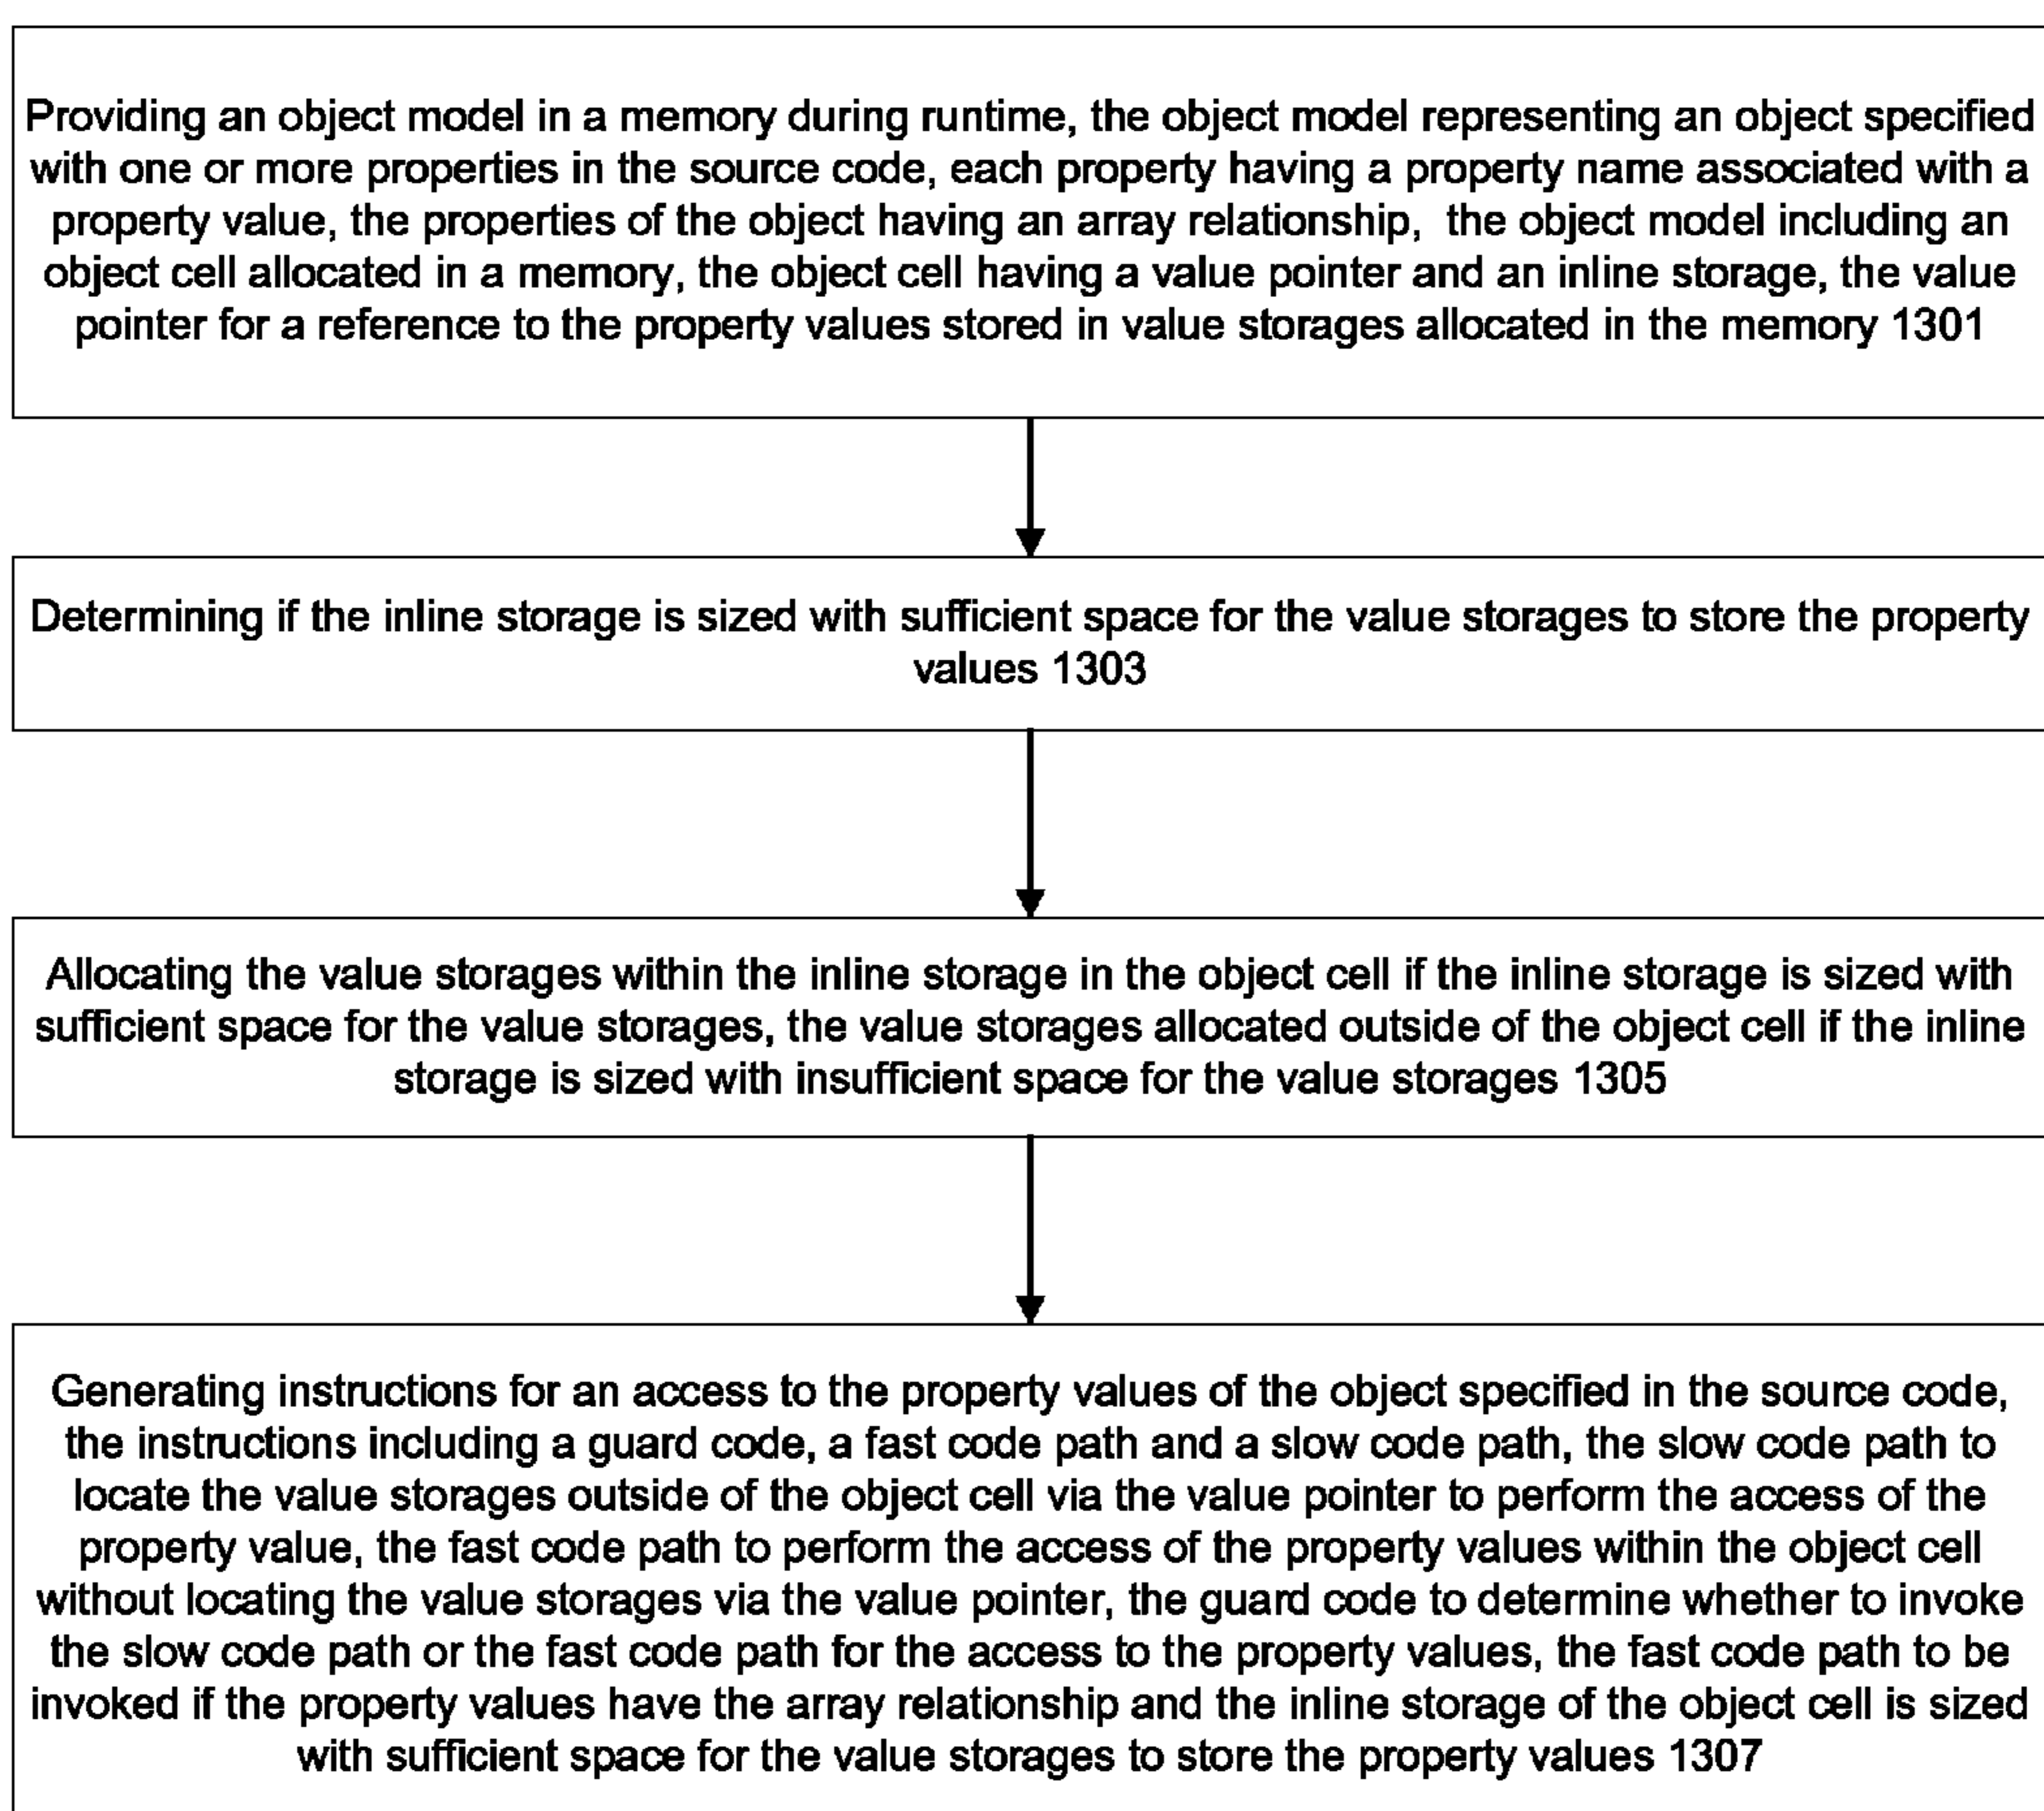 Providing an object model in a memory during runtime, the object model representing an object specified
with one or more properties in the source code, each property having a property name associated with a
property value, the properties of the object having an array relationship, the object model including an
object cell allocated in a memory, the object cell having a value pointer and an inline storage, the value
pointer for a reference to the property values stored in value storages allocated in the memory 1301
Determining if the inline storage is sized with sufficient space for the value storages to store the property
values 1303
Allocating the value storages within the inline storage in the object cell if the inline storage is sized with
sufficient space for the value storages, the value storages allocated outside of the object cell if the inline
storage is sized with insufficient space for the value storages 1305
Generating instructions for an access to the property values of the object specified in the source code,
the instructions including a guard code, a fast code path and a slow code path, the slow code path to
locate the value storages outside of the object cell via the value pointer to perform the access of the
property value, the fast code path to perform the access of the property values within the object cell
without locating the value storages via the value pointer, the guard code to determine whether to invoke
the slow code path or the fast code path for the access to the property values, the fast code path to be
invoked if the property values have the array relationship and the inline storage of the object cell is sized
with sufficient space for the value storages to store the property values 1307